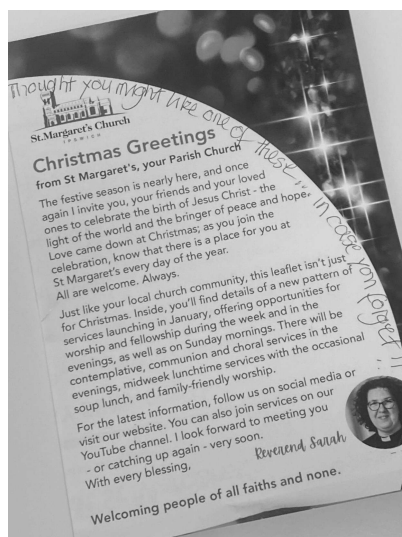 Thought you might like one of these... in case you forget!!
St.Margaret's Church
IPSWICH
Christmas Greetings
from St Margaret's, your Parish Church
The festive season is nearly here, and once
again I invite you, your friends and your loved
ones to celebrate the birth of Jesus Christ - the
light of the world and the bringer of peace and hope.
Love came down at Christmas; as you join the
celebration, know that there is a place for you at
St Margaret's every day of the year.
All are welcome. Always.
Just like your local church community, this leaflet isn't just
for Christmas. Inside, you'll find details of a new pattern of
services launching in January, offering opportunities for
worship and fellowship during the week and in the
evenings, as well as on Sunday mornings. There will be
contemplative, communion and choral services in the
evenings, midweek lunchtime services with the occasional
soup lunch, and family-friendly worship.
For the latest information, follow us on social media or
visit our website. You can also join services on our
YouTube channel. I look forward to meeting you
- or catching up again - very soon.
With every blessing,
Reverend Sarah
Welcoming people of all faiths and none.